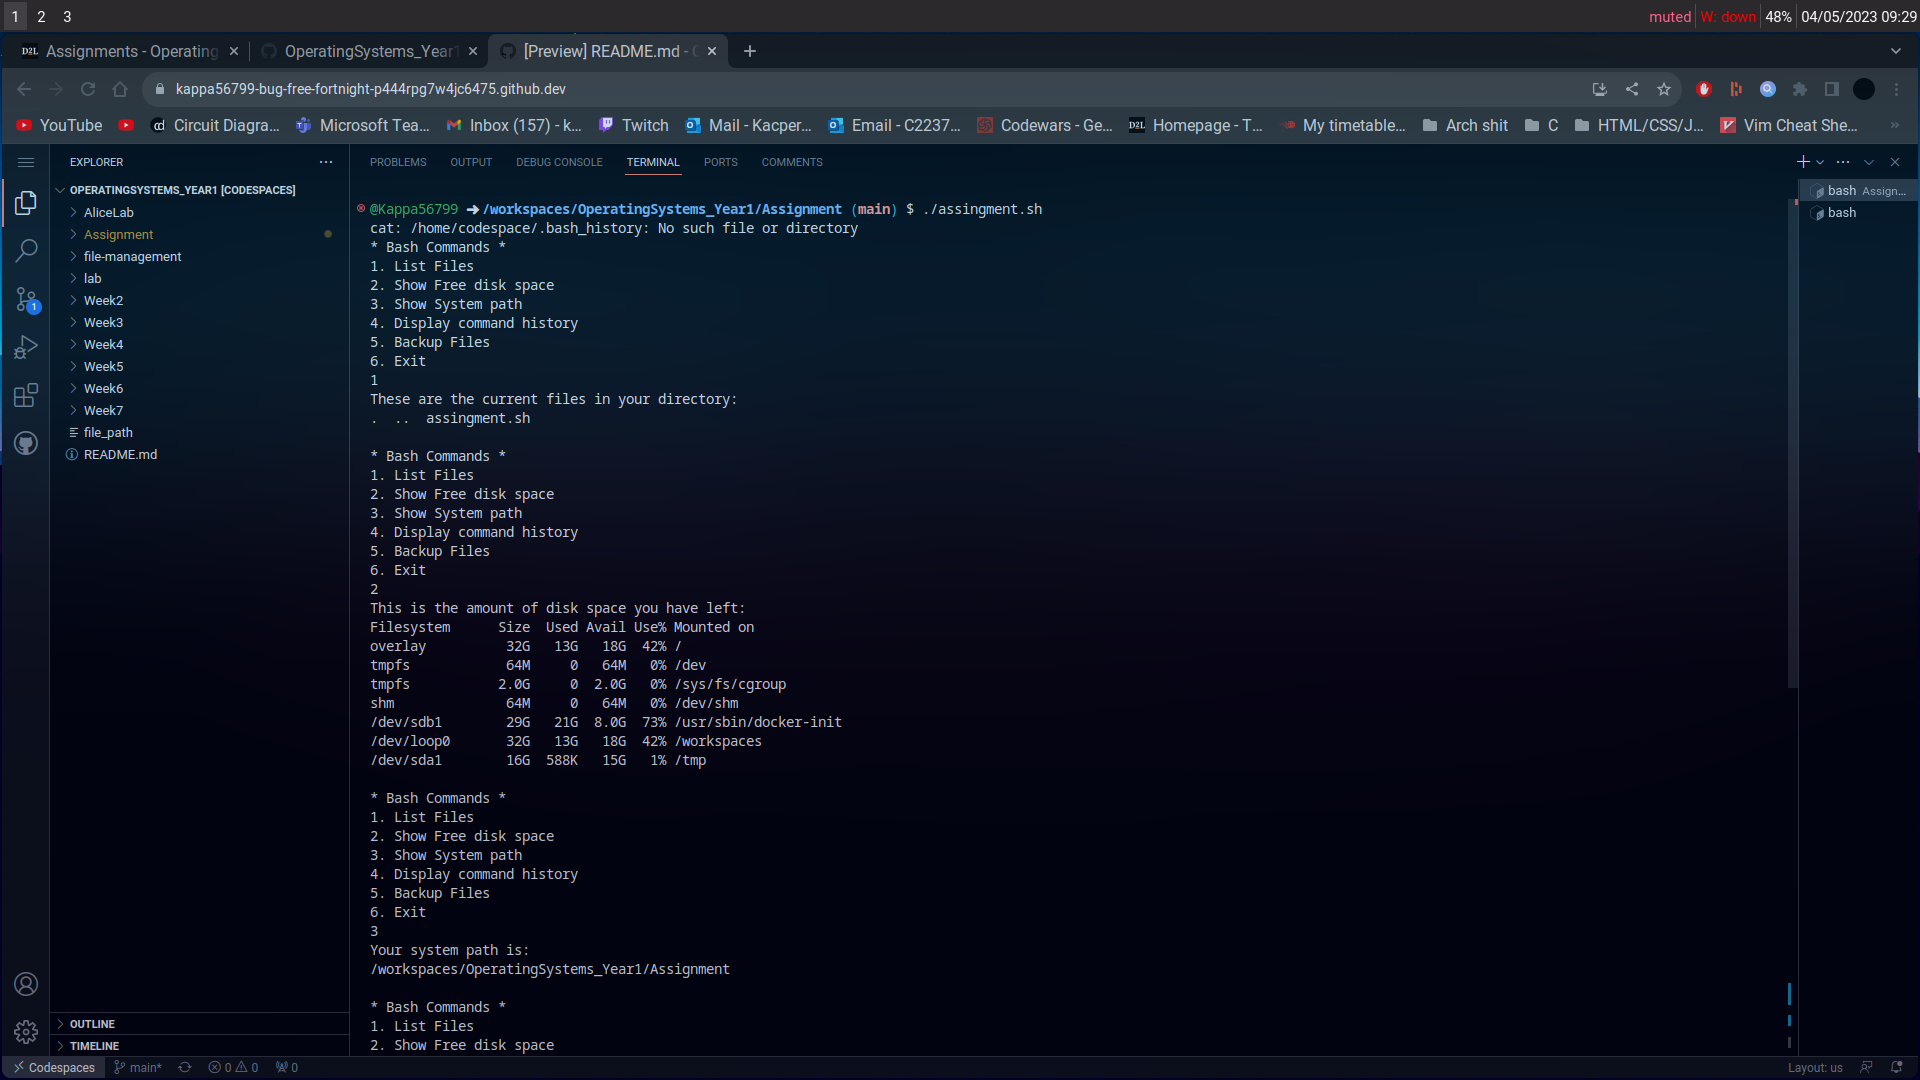 1 2 3 muted W: down 48% 04/05/2023 09:29
Assignments - Operating OperatingSystems_Year1 [Preview] README.md -
kappa56799-bug-free-fortnight-p444rpg7w4jc6475.github.dev
YouTube Circuit Diagra... Microsoft Tea... Inbox (157) - k... Twitch Mail - Kacper... Email - C2237... Codewars - Ge... D2L Homepage - T... My timetable... Arch shit C HTML/CSS/J... Vim Cheat She... »
EXPLORER ... PROBLEMS OUTPUT DEBUG CONSOLE TERMINAL PORTS COMMENTS
OPERATINGSYSTEMS_YEAR1 [CODESPACES]
AliceLab
Assignment
file-management
lab
Week2
Week3
Week4
Week5
Week6
Week7
file_path
README.md
1
OUTLINE
TIMELINE
@Kappa56799 ➜ /workspaces/OperatingSystems_Year1/Assignment (main) $ ./assingment.sh
cat: /home/codespace/.bash_history: No such file or directory
* Bash Commands *
1. List Files
2. Show Free disk space
3. Show System path
4. Display command history
5. Backup Files
6. Exit
1
These are the current files in your directory:
.  ..  assingment.sh
* Bash Commands *
1. List Files
2. Show Free disk space
3. Show System path
4. Display command history
5. Backup Files
6. Exit
2
This is the amount of disk space you have left:
Filesystem      Size  Used Avail Use% Mounted on
overlay          32G   13G   18G  42% /
tmpfs            64M     0   64M   0% /dev
tmpfs           2.0G     0  2.0G   0% /sys/fs/cgroup
shm              64M     0   64M   0% /dev/shm
/dev/sdb1        29G   21G  8.0G  73% /usr/sbin/docker-init
/dev/loop0       32G   13G   18G  42% /workspaces
/dev/sda1        16G  588K   15G   1% /tmp
* Bash Commands *
1. List Files
2. Show Free disk space
3. Show System path
4. Display command history
5. Backup Files
6. Exit
3
Your system path is:
/workspaces/OperatingSystems_Year1/Assignment
* Bash Commands *
1. List Files
2. Show Free disk space
bash Assign...
bash
Codespaces main* 0 0 0 Layout: us